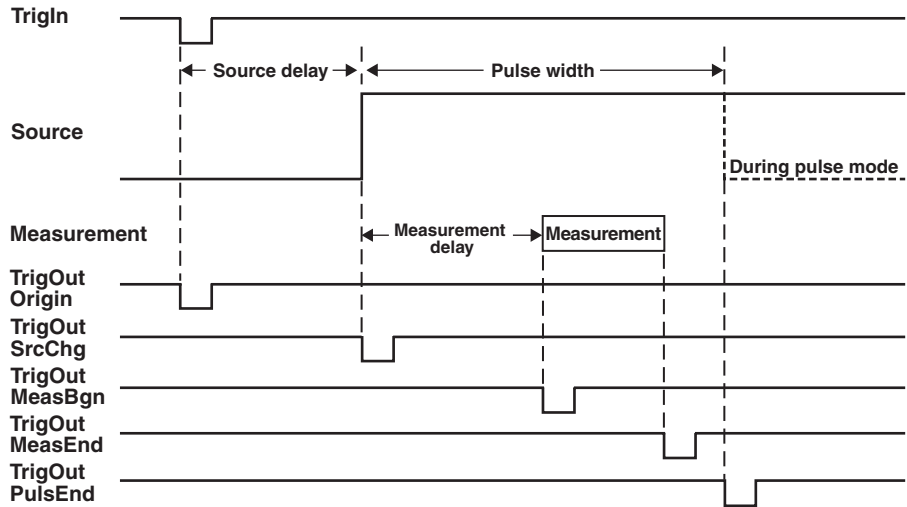 TrigIn
Source delay
Pulse width
Source
During pulse mode
Measurement
Measurement
delay
Measurement
TrigOut
Origin
TrigOut
SrcChg
TrigOut
MeasBgn
TrigOut
MeasEnd
TrigOut
PulsEnd